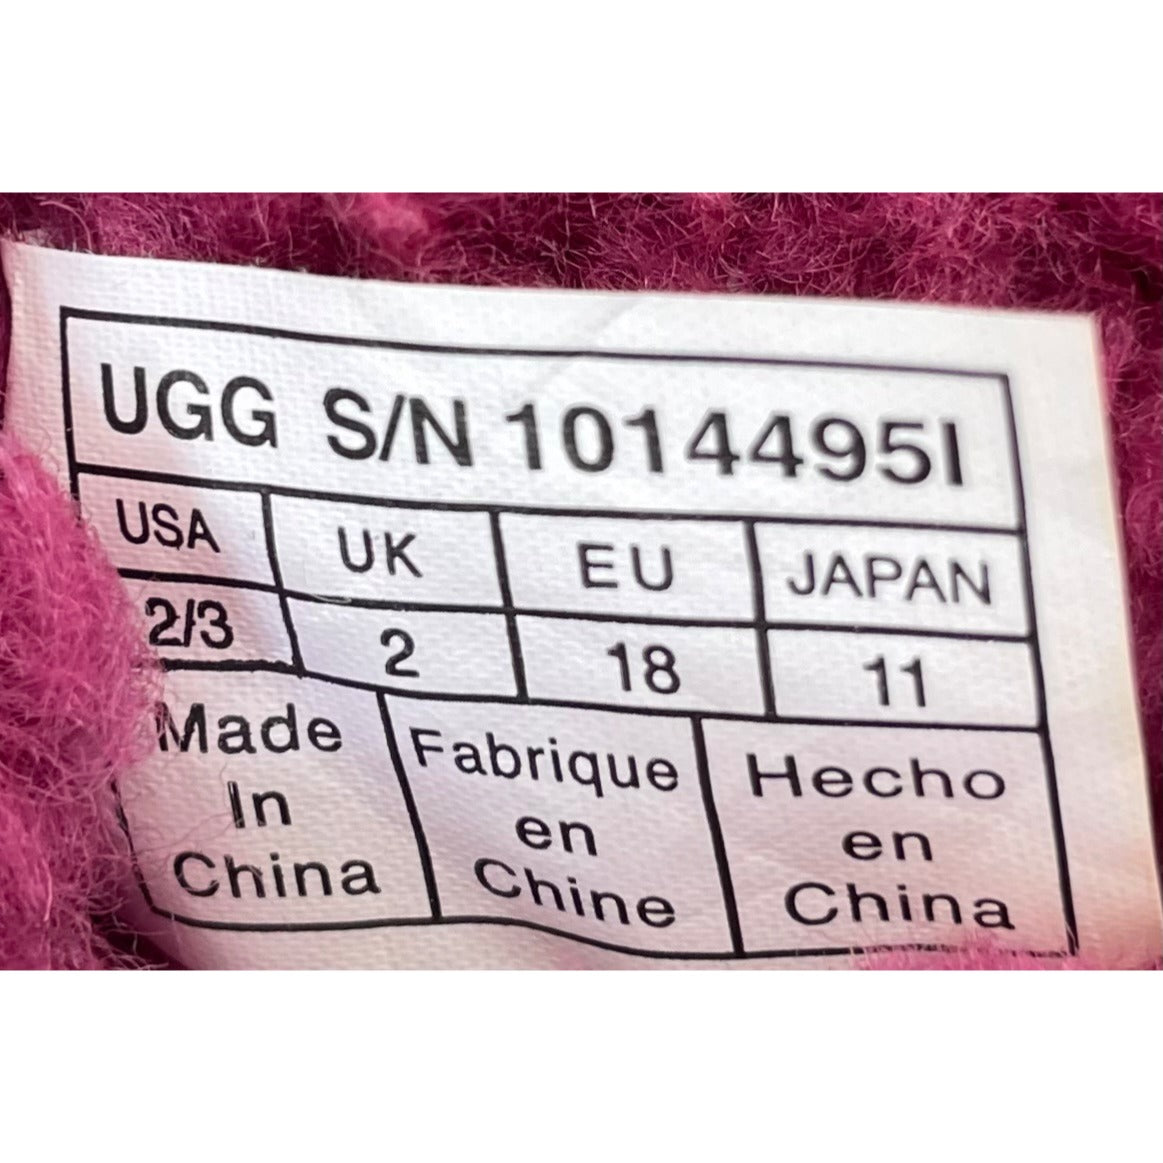 UGG S/N 1014495I
USA UK EU JAPAN
2/3 2 18 11
Made
In
China
Fabrique
en
Chine
Hecho
en
China